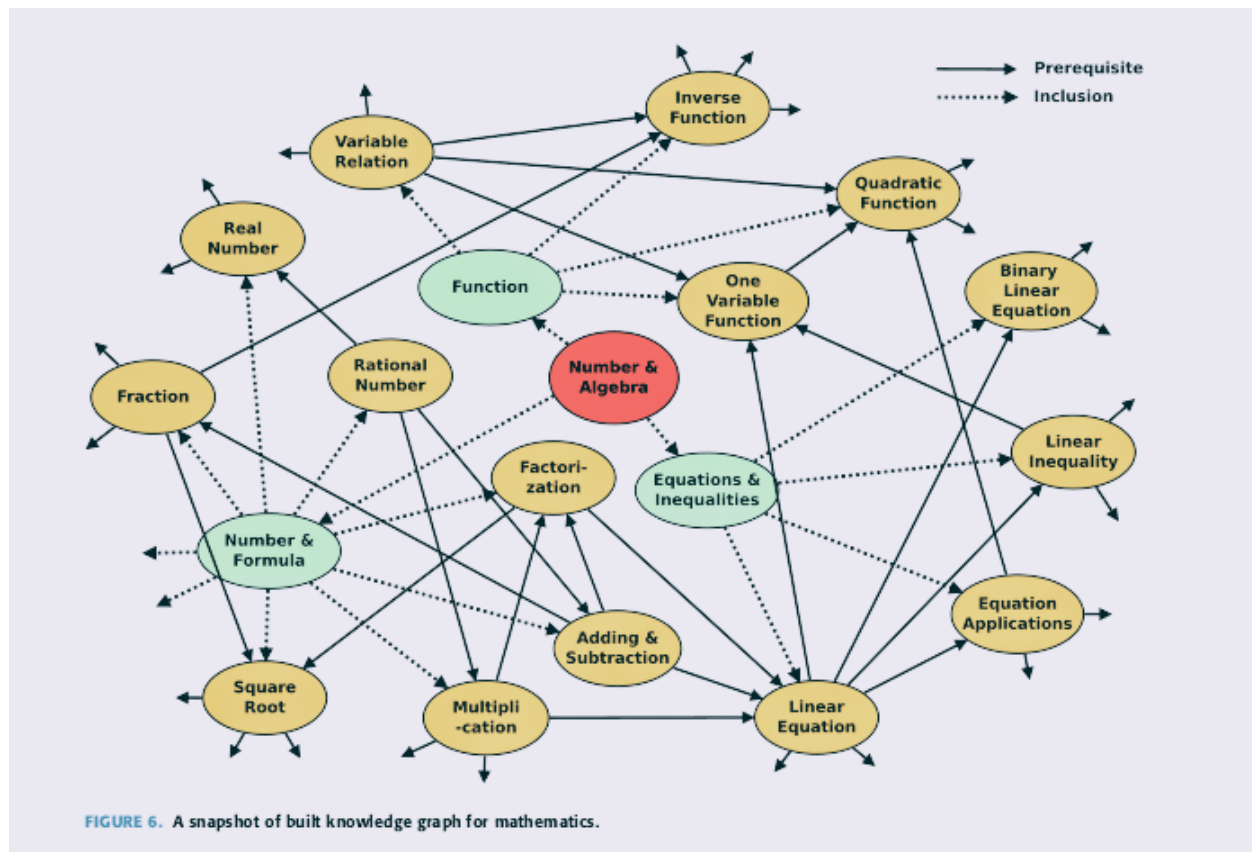 Prerequisite
Inclusion
Inverse
Function
Variable
Relation
Quadratic
Function
Real
Number
Function
One
Variable
Function
Binary
Linear
Equation
Number &
Algebra
Rational
Number
Fraction
Linear
Inequality
Factori-
zation
Equations &
Inequalities
Number &
Formula
Equation
Applications
Adding &
Subtraction
Square
Root
Multipli
-cation
Linear
Equation
FIGURE 6. A snapshot of built knowledge graph for mathematics.